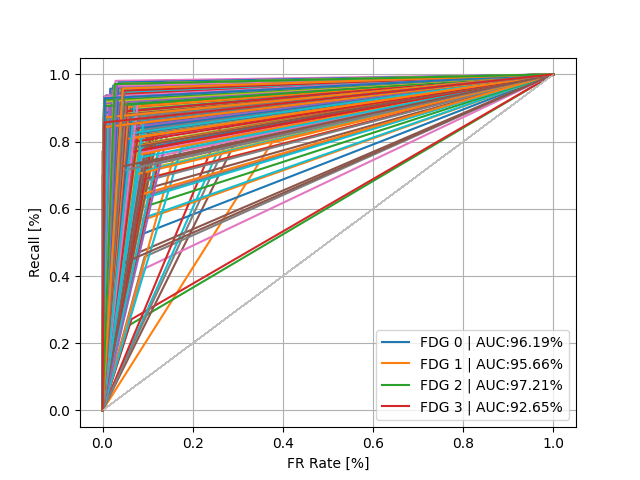 1.0
0.8
0.6
0.4
0.2
0.0
Recall [%]
0.0 0.2 0.4 0.6 0.8 1.0
FR Rate [%]
FDG 0 | AUC:96.19%
FDG 1 | AUC:95.66%
FDG 2 | AUC:97.21%
FDG 3 | AUC:92.65%